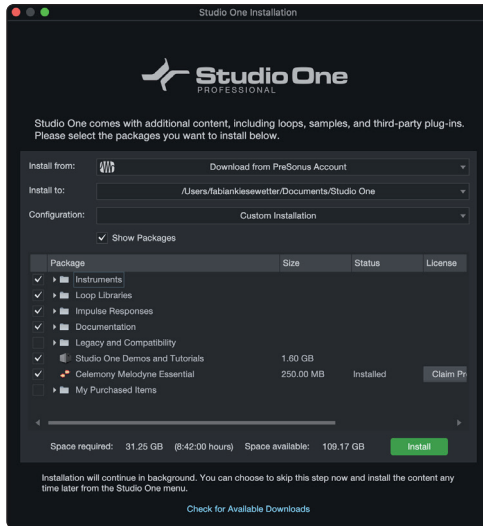 Studio One Installation
Studio One
PROFESSIONAL
Studio One comes with additional content, including loops, samples, and third-party plug-ins.
Please select the packages you want to install below.
Install from: Download from PreSonus Account
Install to: /Users/fabiankiesewetter/Documents/Studio One
Configuration: Custom Installation
Show Packages
Package Size Status License
Instruments
Loop Libraries
Impulse Responses
Documentation
Legacy and Compatibility
Studio One Demos and Tutorials 1.60 GB
Celemony Melodyne Essential 250.00 MB Installed Claim Pr
My Purchased Items
Space required: 31.25 GB (8:42:00 hours) Space available: 109.17 GB Install
Installation will continue in background. You can choose to skip this step now and install the content any
time later from the Studio One menu.
Check for Available Downloads